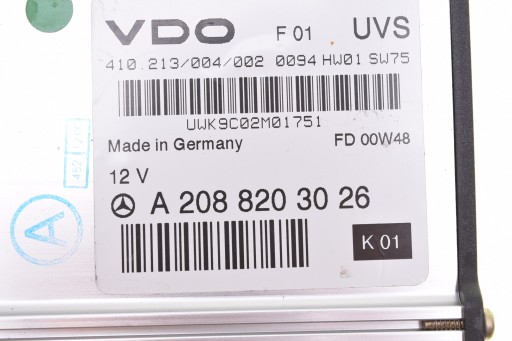 VDO F 01 UVS
410.213/004/002 0094 HW01 SW75
UWK9C02M01751
Made in Germany FD 00W48
12 V
A 208 820 30 26
K 01
A